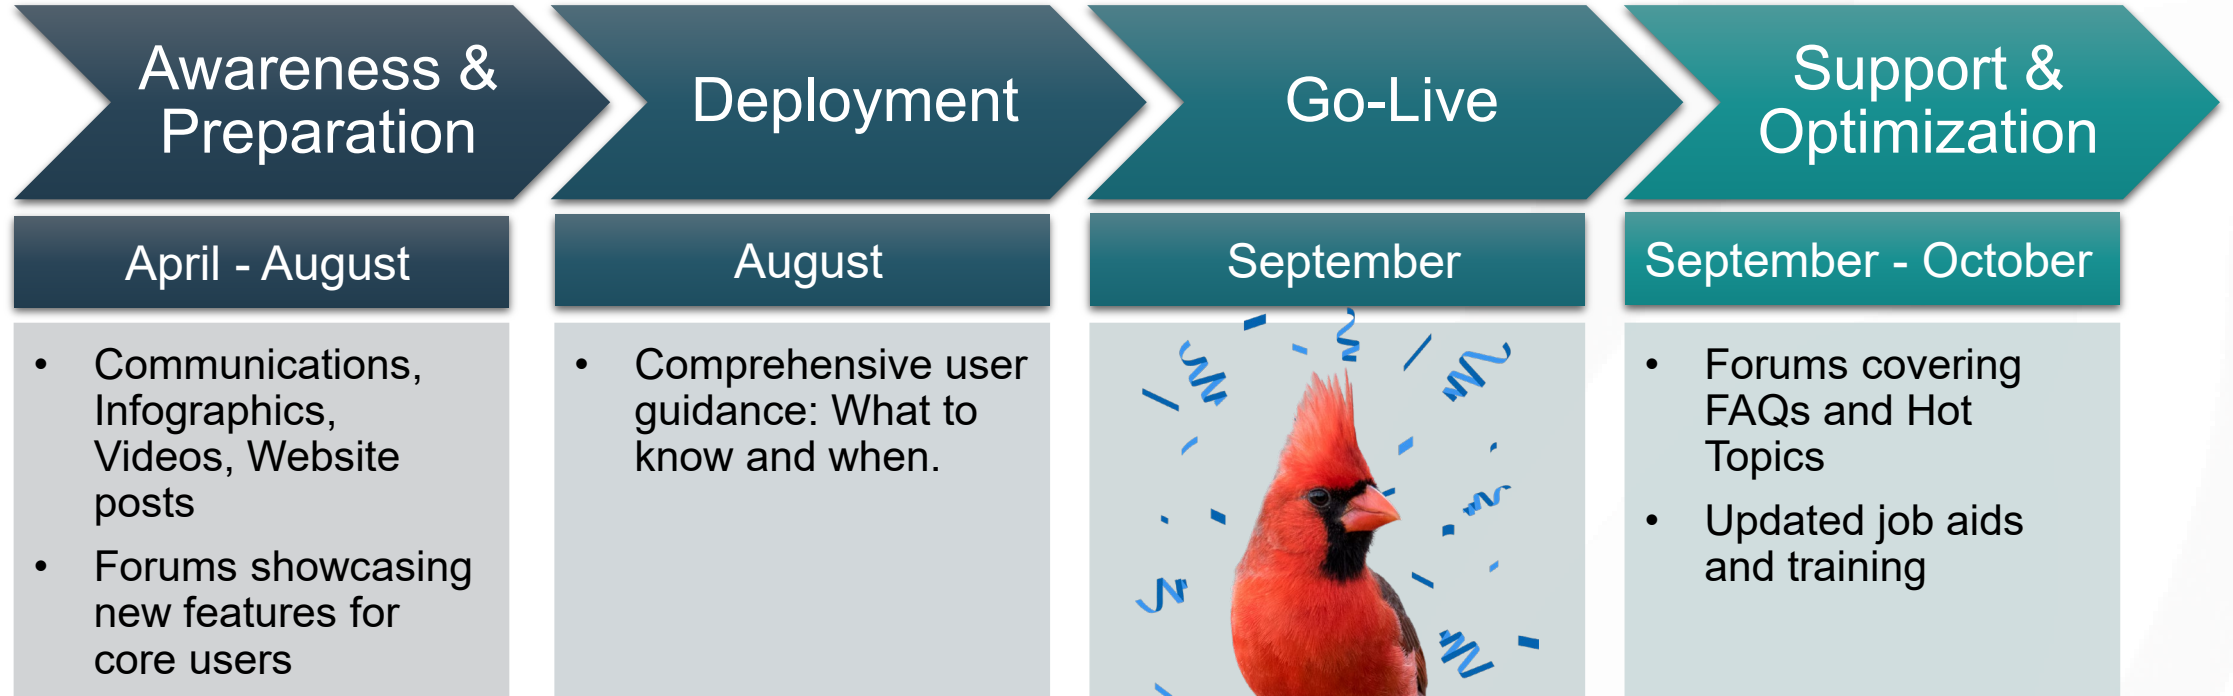 Awareness &
Preparation
Deployment
Go-Live
Support &
Optimization
April - August
August
September
September - October
• Communications,
Infographics,
Videos, Website
posts
• Forums showcasing
new features for
core users
• Comprehensive user
guidance: What to
know and when.
• Forums covering
FAQs and Hot
Topics
• Updated job aids
and training